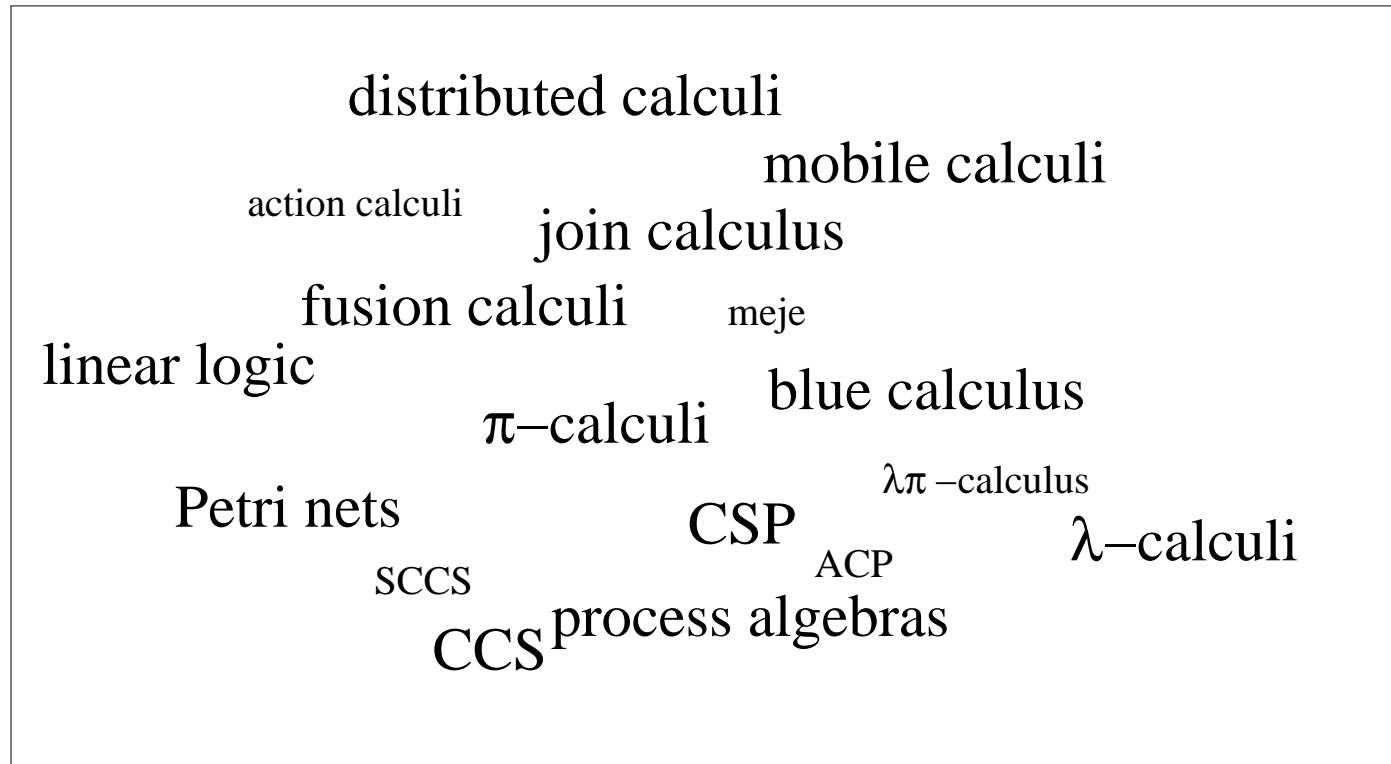 distributed calculi
mobile calculi
action calculi
join calculus
fusion calculi
meje
linear logic
blue calculus
π−calculi
λπ −calculus
Petri nets
CSP
λ−calculi
ACP
SCCS
process algebras
CCS